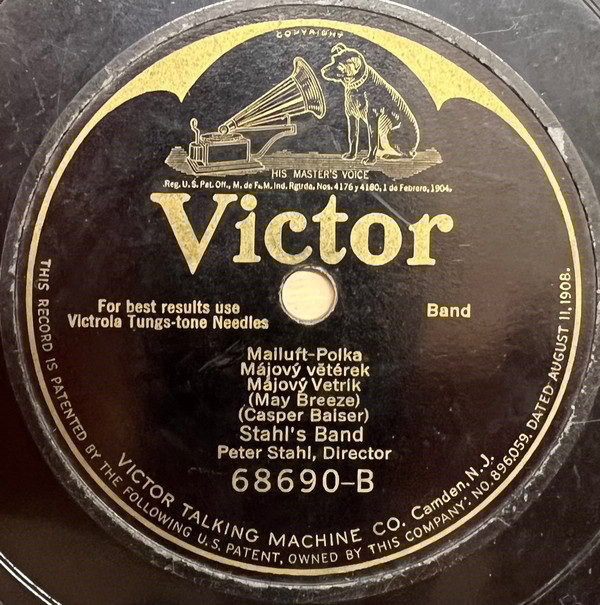 COPYRIGHT
HIS MASTER'S VOICE
Reg. U.S. Pat. Off., M. de F. M. Ind. Rgtrda. Nos. 4176 y 4180, 1 de Febrero, 1904.
Victor
For best results use
Victrola Tungs-tone Needles
Band
Mailuft-Polka
Májový větérek
Májový Vetrik
(May Breeze)
(Casper Balser)
Stahl's Band
Peter Stahl, Director
68690-B
VICTOR TALKING MACHINE CO. Camden, N.J.
THIS RECORD IS PATENTED BY THE FOLLOWING U.S. PATENT, OWNED BY THIS COMPANY: NO. 896,059, DATED AUGUST 11, 1908.